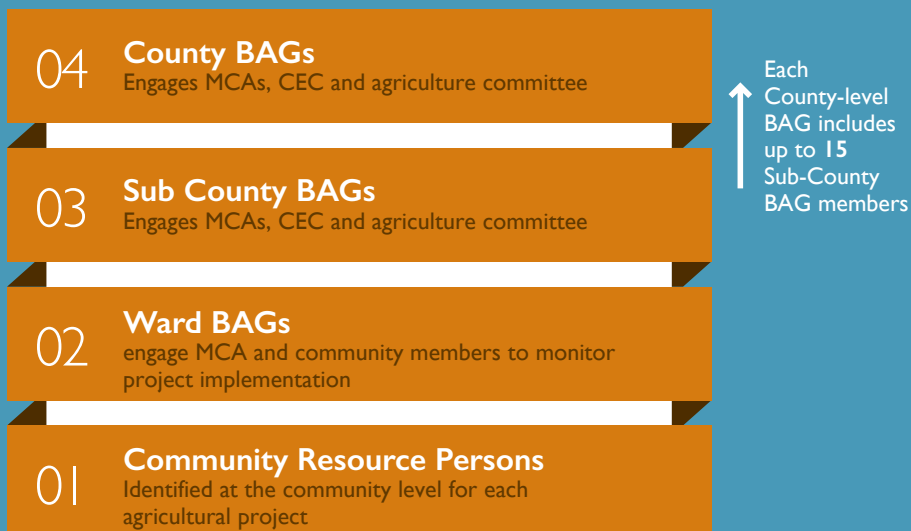 04
County BAGs
Engages MCAs, CEC and agriculture committee
Each
County-level
BAG includes
up to 15
Sub-County
BAG members
03
Sub County BAGs
Engages MCAs, CEC and agriculture committee
02
Ward BAGs
engage MCA and community members to monitor
project implementation
01
Community Resource Persons
Identified at the community level for each
agricultural project